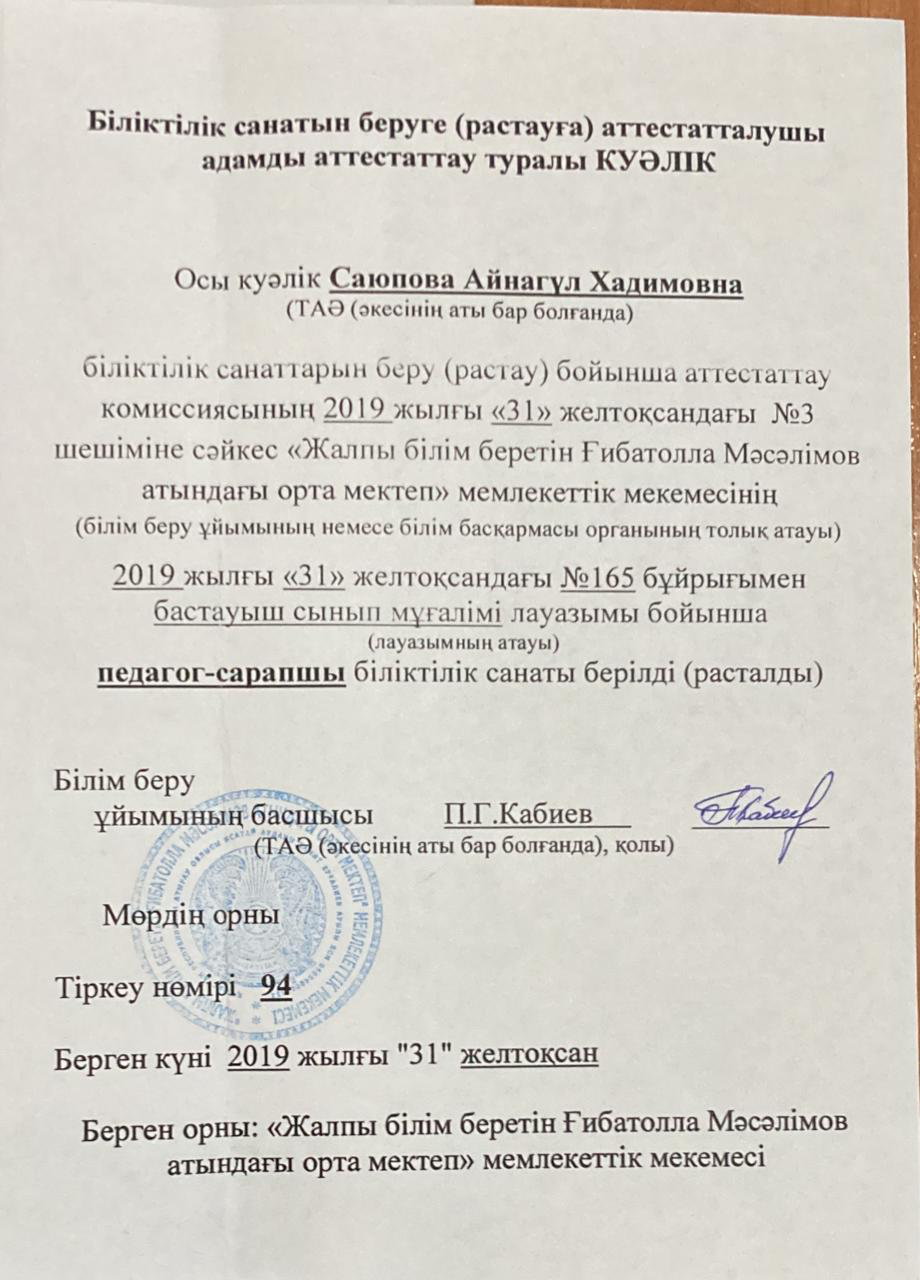 Біліктілік санатын беруге (растауға) аттестатталушы
адамды аттестаттау туралы КУӘЛІК
Осы куәлік Саюпова Айнагүл Хадимовна
(ТАӘ (әкесінің аты бар болғанда)
біліктілік санаттарын беру (растау) бойынша аттестаттау
комиссиясының 2019 жылғы «31» желтоқсандағы №3
шешіміне сәйкес «Жалпы білім беретін Ғибатолла Мәсәлімов
атындағы орта мектеп» мемлекеттік мекемесінің
(білім беру ұйымының немесе білім басқармасы органының толық атауы)
2019 жылғы «31» желтоқсандағы №165 бұйрығымен
бастауыш сынып мұғалімі лауазымы бойынша
(лауазымның атауы)
педагог-сарапшы біліктілік санаты берілді (расталды)
Білім беру
ұйымының басшысы П.Г.Кабиев
(ТАӘ (әкесінің аты бар болғанда), қолы)
Мөрдің орны
Тіркеу нөмірі 94
Берген күні 2019 жылғы "31" желтоқсан
Берген орны: «Жалпы білім беретін Ғибатолла Мәсәлімов
атындағы орта мектеп» мемлекеттік мекемесі